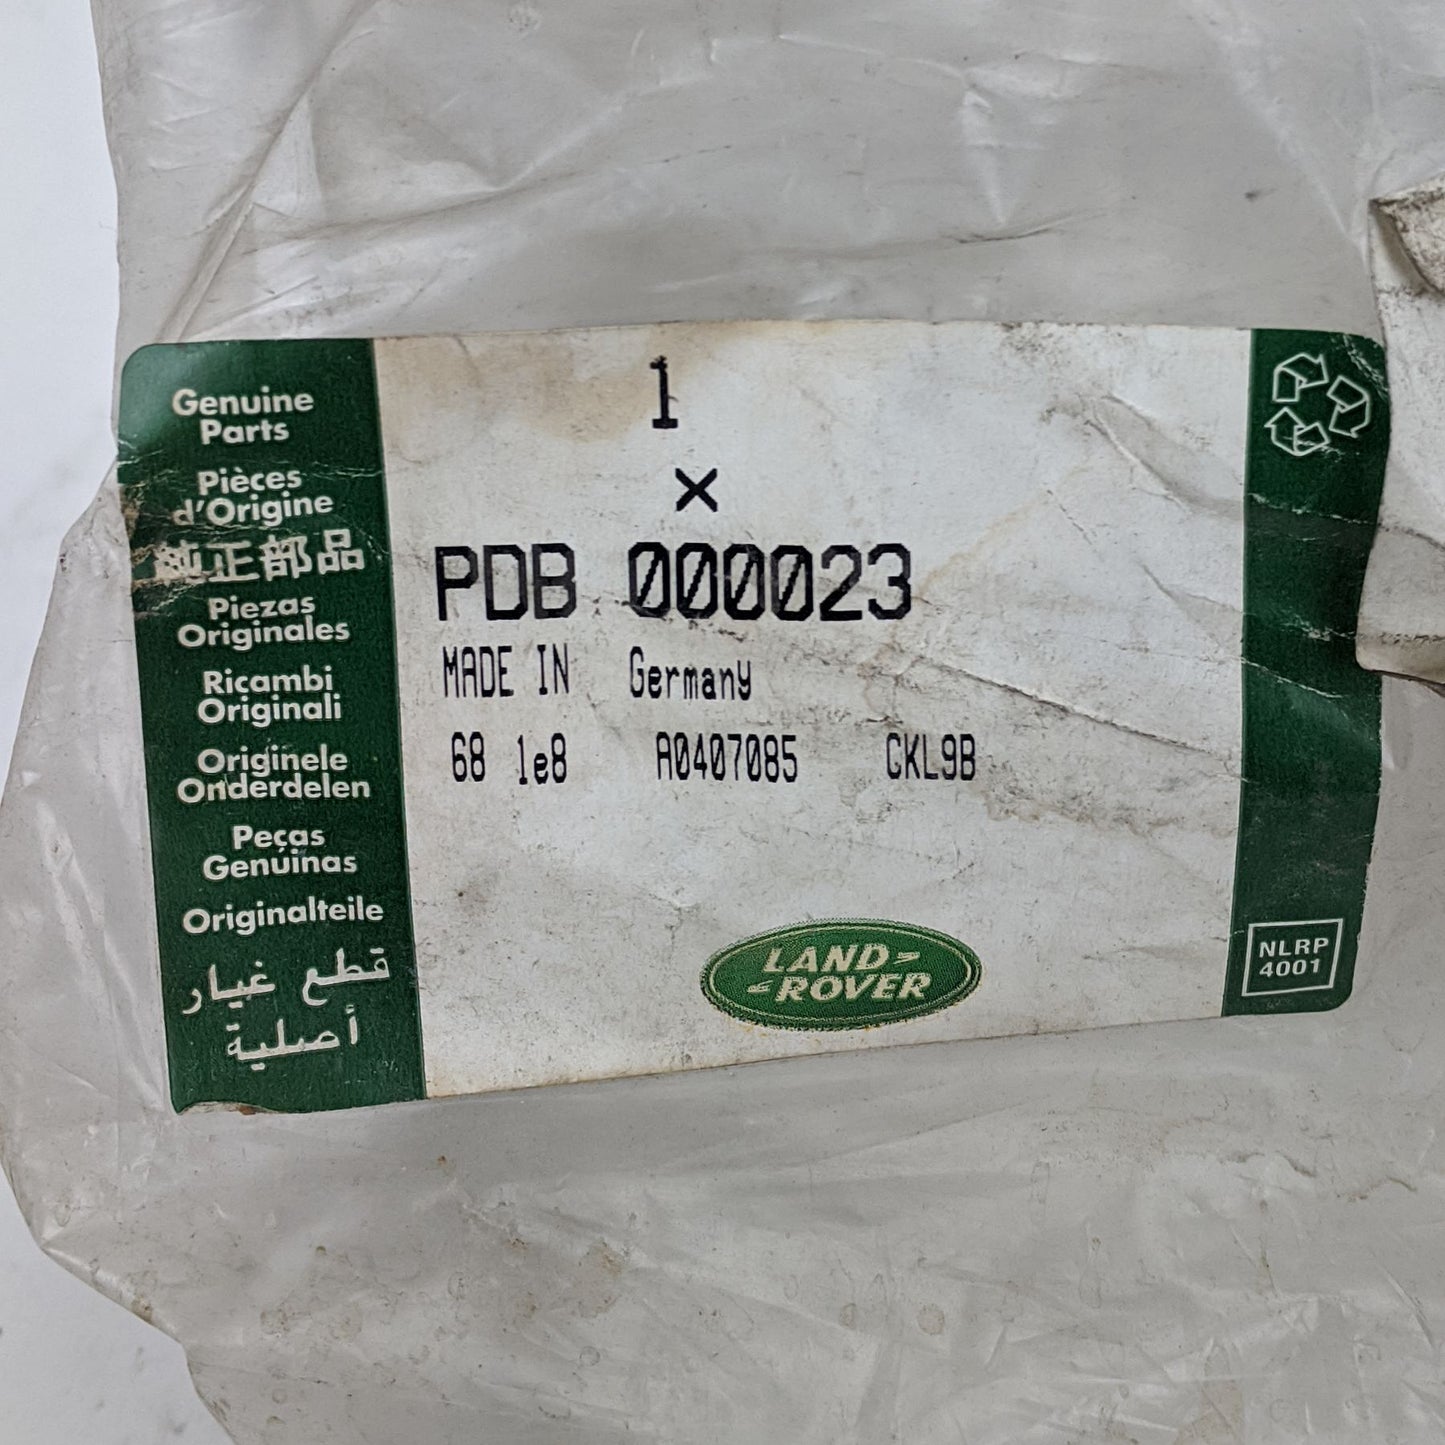 Genuine
Parts
Pièces
d'Origine
純正部品
Piezas
Originales
Ricambi
Originali
Originele
Onderdelen
Peças
Genuinas
Originalteile
قطع غيار
أصلية
1
×
PDB 000023
MADE IN Germany
68 1e8 A0407085 CKL9B
LAND
ROVER
NLRP
4001